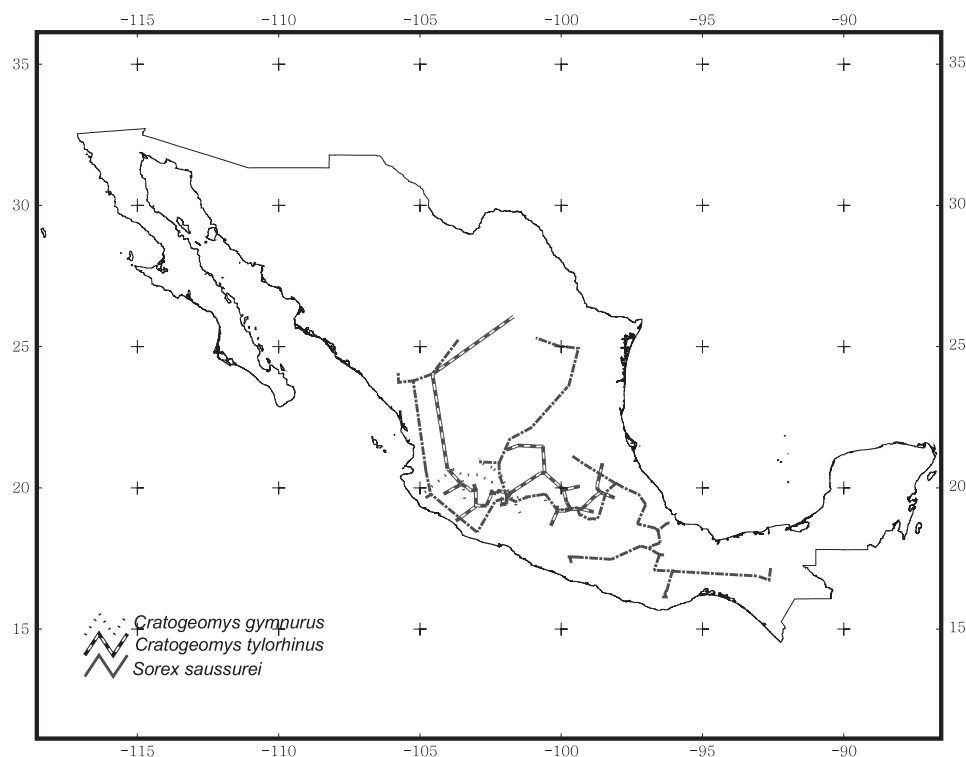 -115 -110 -105 -100 -95 -90
35 35
30 30
25 25
20 20
15 15
Cratogeomys gymnurus
Cratogeomys tylorhinus
Sorex saussurei
-115 -110 -105 -100 -95 -90